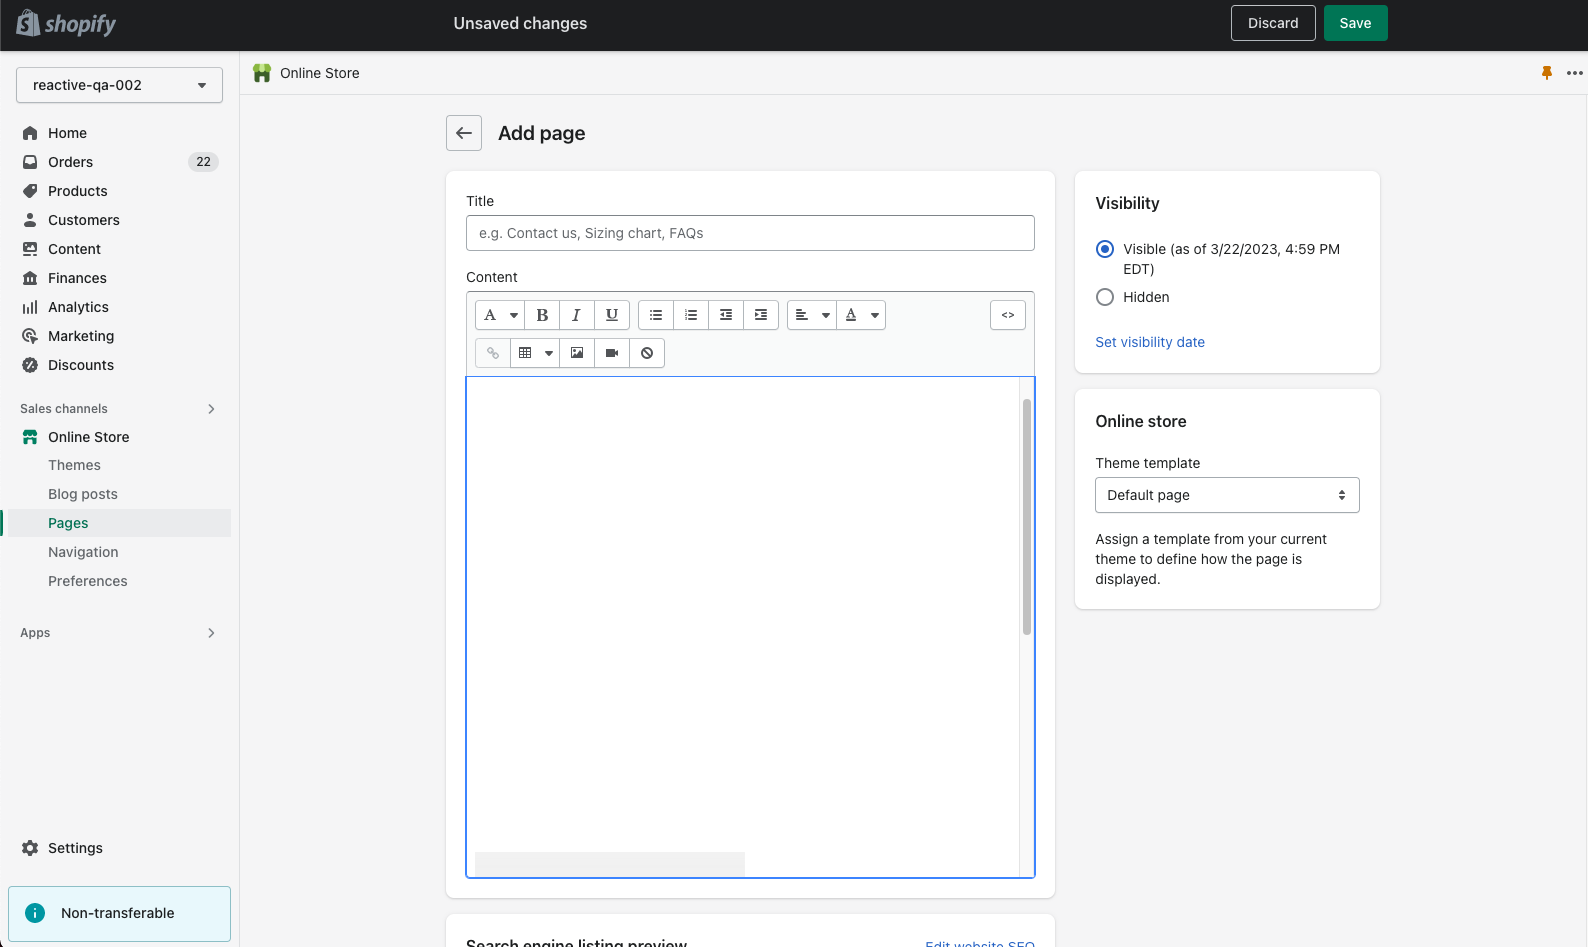 shopify
Unsaved changes
Discard
Save
reactive-qa-002
Online Store
Home
Orders
22
Products
Customers
Content
Finances
Analytics
Marketing
Discounts
Sales channels
Online Store
Themes
Blog posts
Pages
Navigation
Preferences
Apps
Settings
Non-transferable
Add page
Title
e.g. Contact us, Sizing chart, FAQs
Content
A
B
I
U
A
<>
Visibility
Visible (as of 3/22/2023, 4:59 PM
EDT)
Hidden
Set visibility date
Online store
Theme template
Default page
Assign a template from your current
theme to define how the page is
displayed.
Search engine listing preview
Edit website SEO